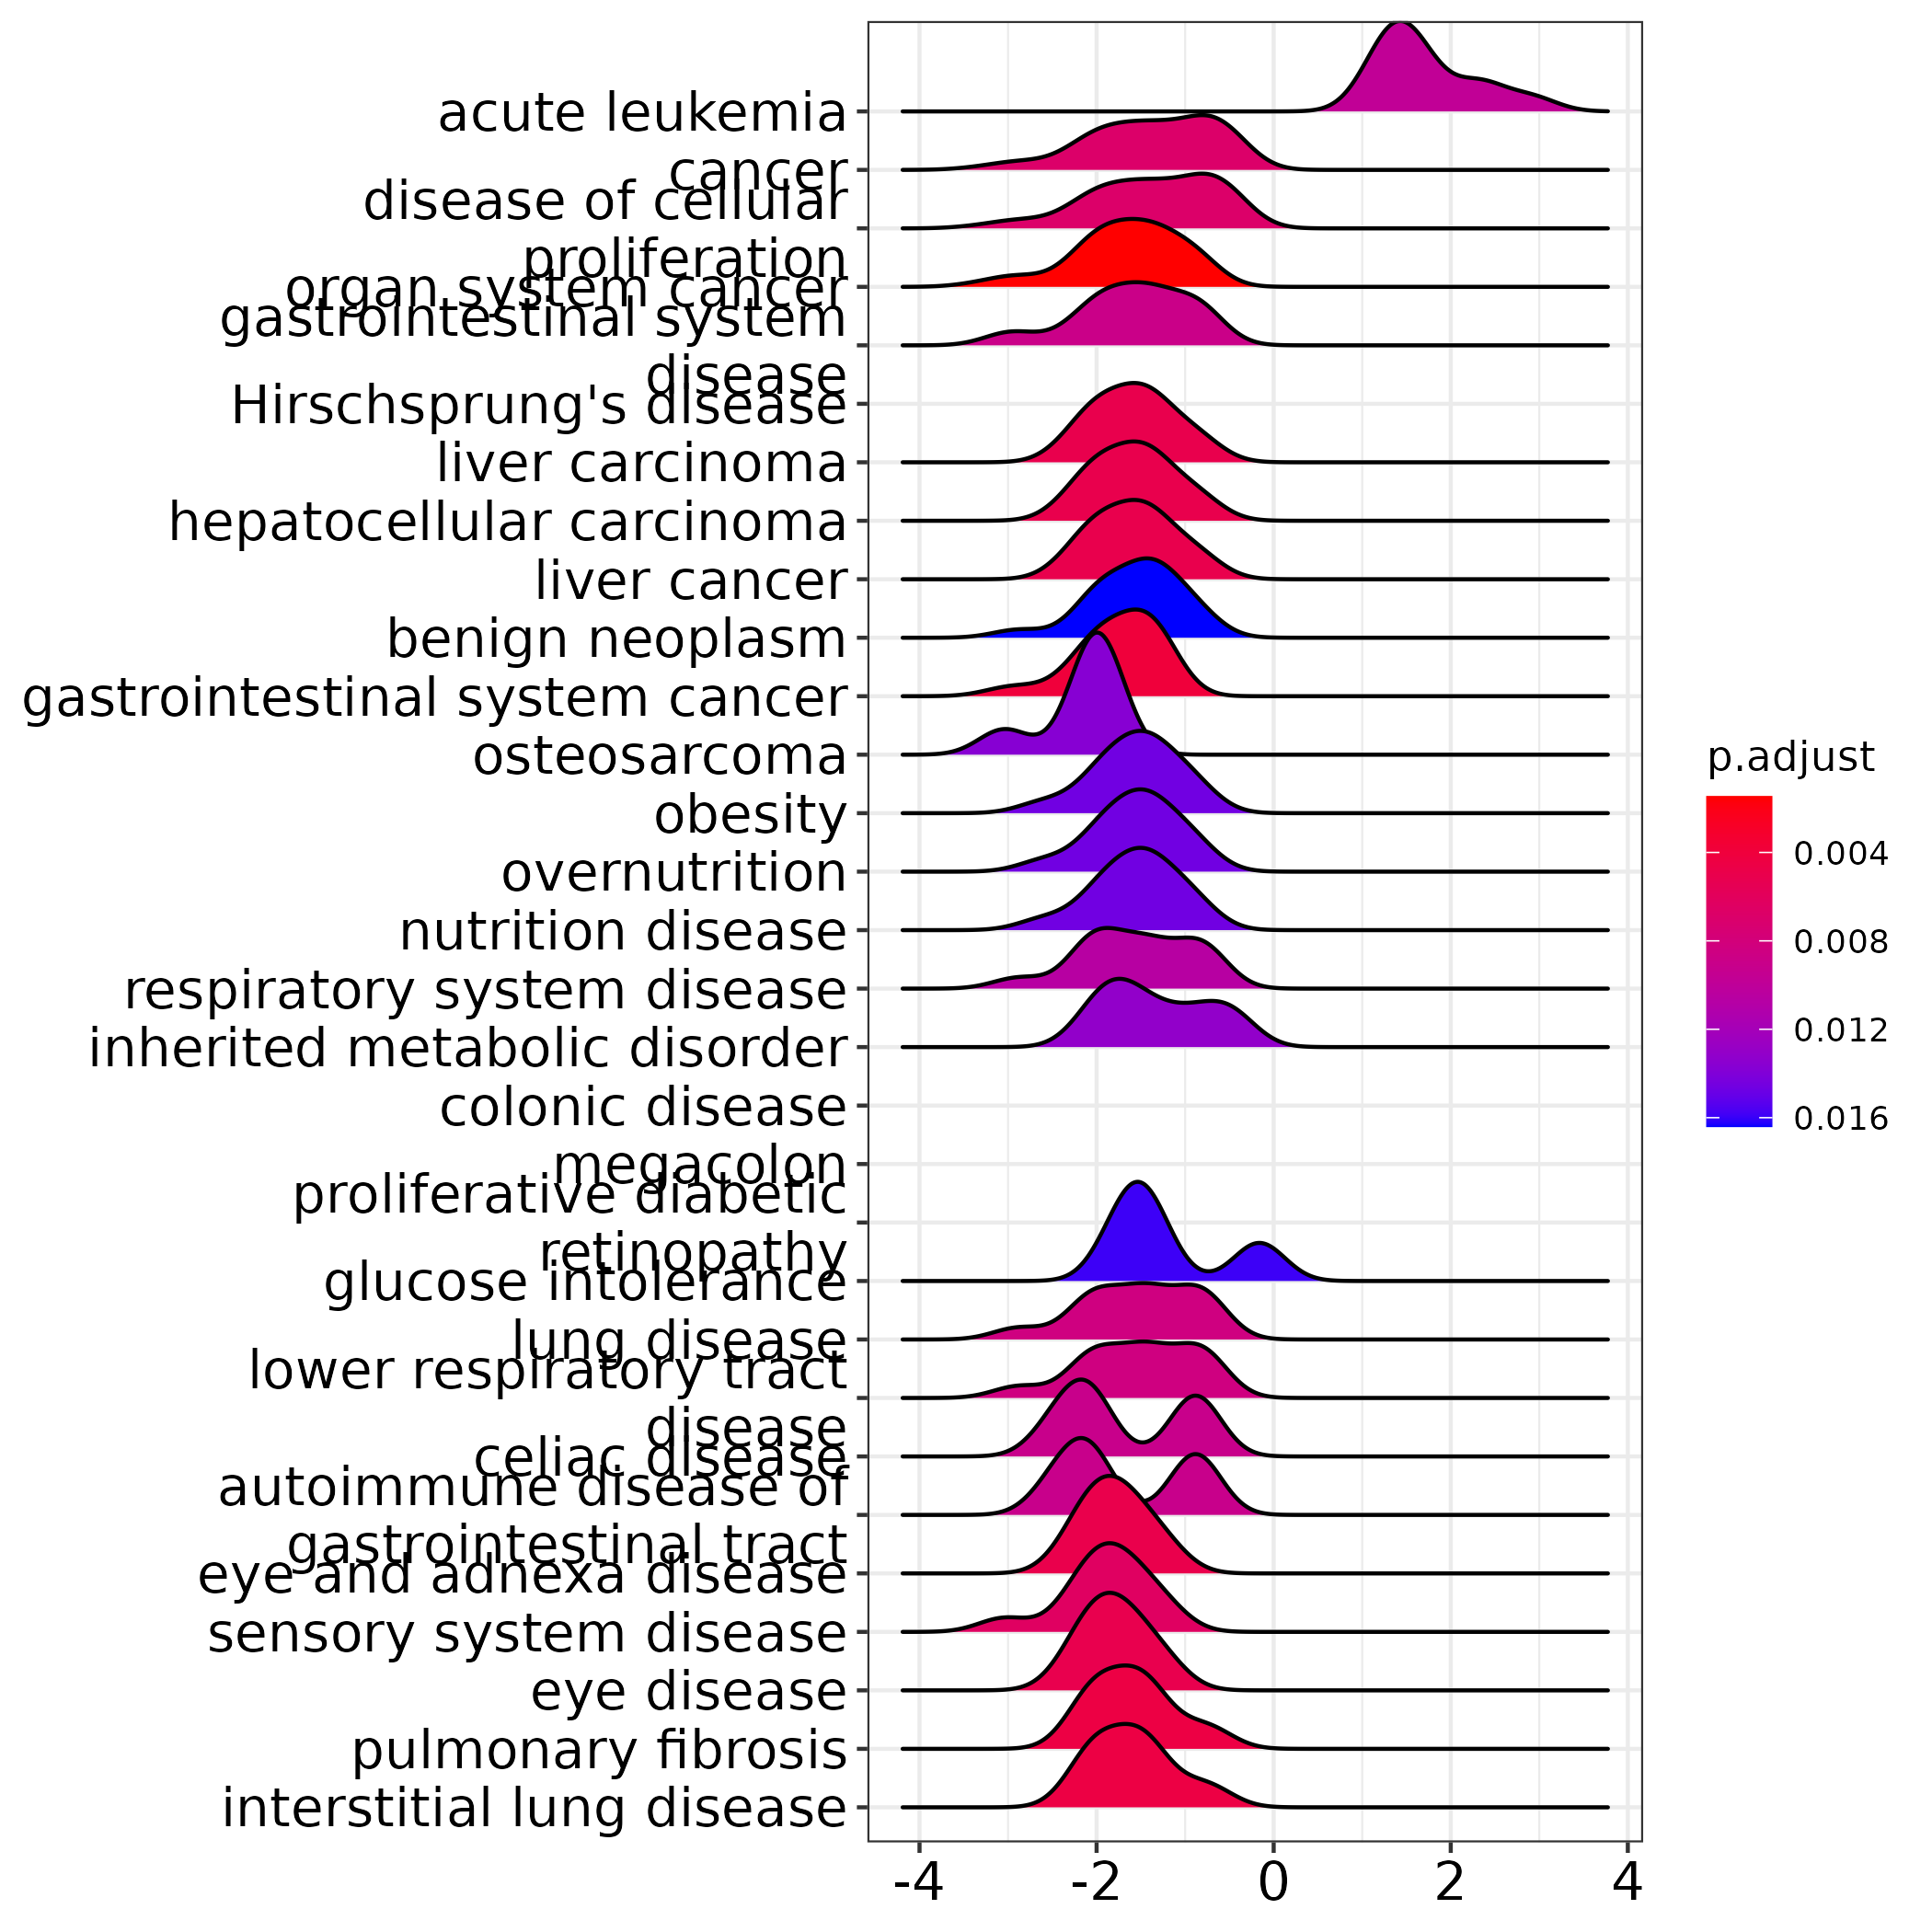 acute leukemia
cancer
disease of cellular
proliferation
organ system cancer
gastrointestinal system
disease
Hirschsprung's disease
liver carcinoma
hepatocellular carcinoma
liver cancer
benign neoplasm
gastrointestinal system cancer
osteosarcoma
obesity
overnutrition
nutrition disease
respiratory system disease
inherited metabolic disorder
colonic disease
megacolon
proliferative diabetic
retinopathy
glucose intolerance
lung disease
lower respiratory tract
disease
celiac disease
autoimmune disease of
gastrointestinal tract
eye and adnexa disease
sensory system disease
eye disease
pulmonary fibrosis
interstitial lung disease
-4 -2 0 2 4
p.adjust
0.004
0.008
0.012
0.016